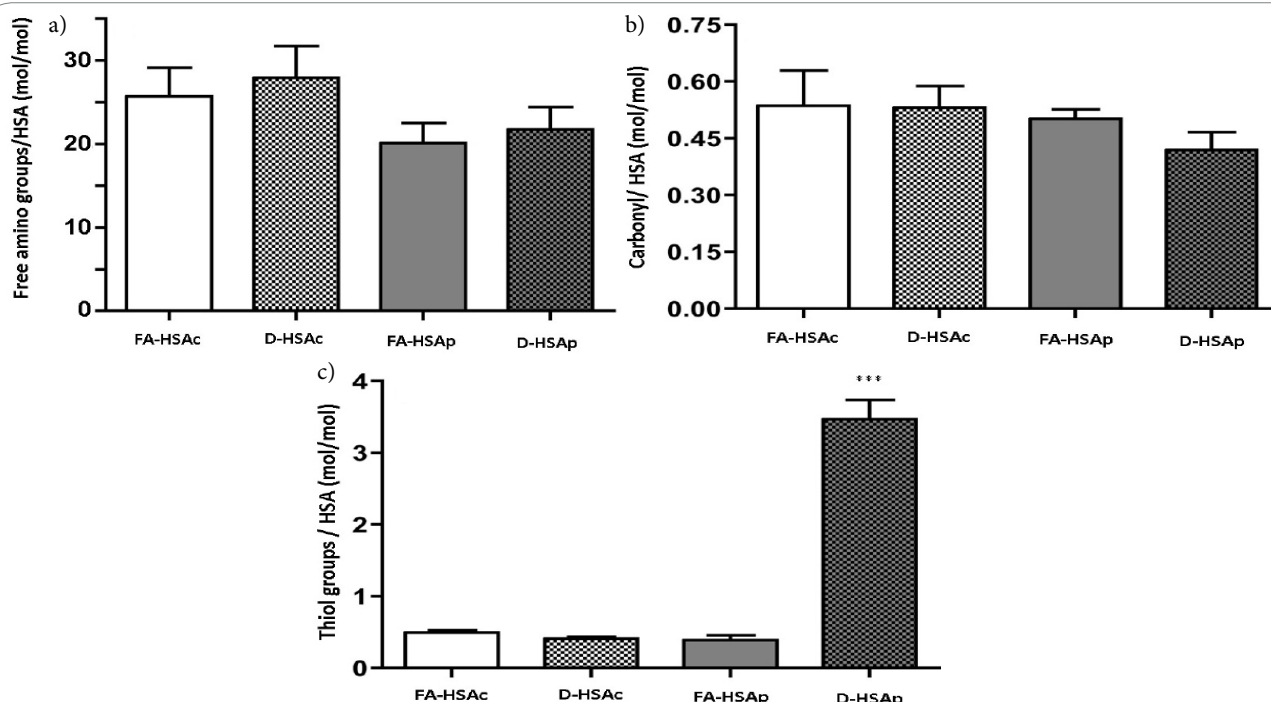 a)
Free amino groups/HSA (mol/mol)
30
20
10
0
FA-HSAc D-HSAc FA-HSAp D-HSAp
b)
Carbonyl/ HSA (mol/mol)
0.75
0.60
0.45
0.30
0.15
0.00
FA-HSAc D-HSAc FA-HSAp D-HSAp
c)
Thiol groups / HSA (mol/mol)
4
3
2
1
0
***
FA-HSAc D-HSAc FA-HSAp D-HSAp